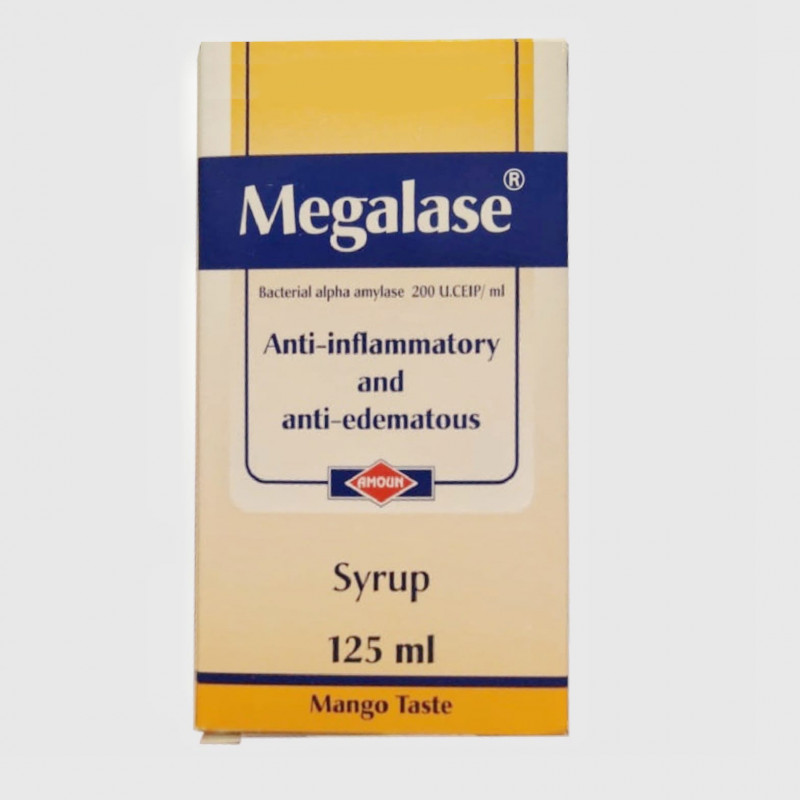 Megalase®
Bacterial alpha amylase 200 U.CEIP/ ml
Anti-inflammatory
and
anti-edematous
AMOUN
Syrup
125 ml
Mango Taste